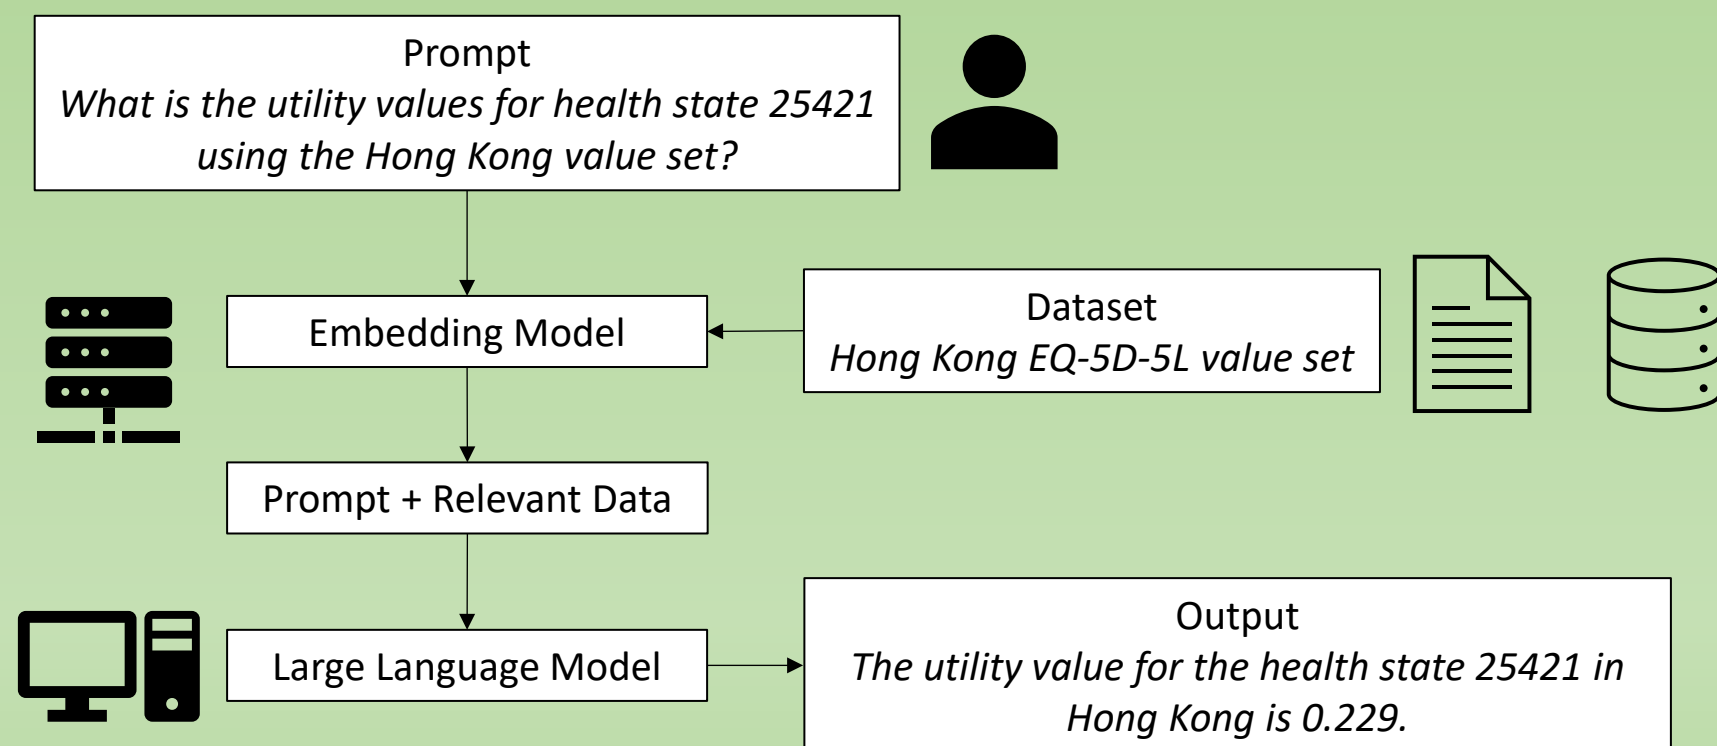 Prompt
What is the utility values for health state 25421
using the Hong Kong value set?
Embedding Model
Dataset
Hong Kong EQ-5D-5L value set
Prompt + Relevant Data
Large Language Model
Output
The utility value for the health state 25421 in
Hong Kong is 0.229.